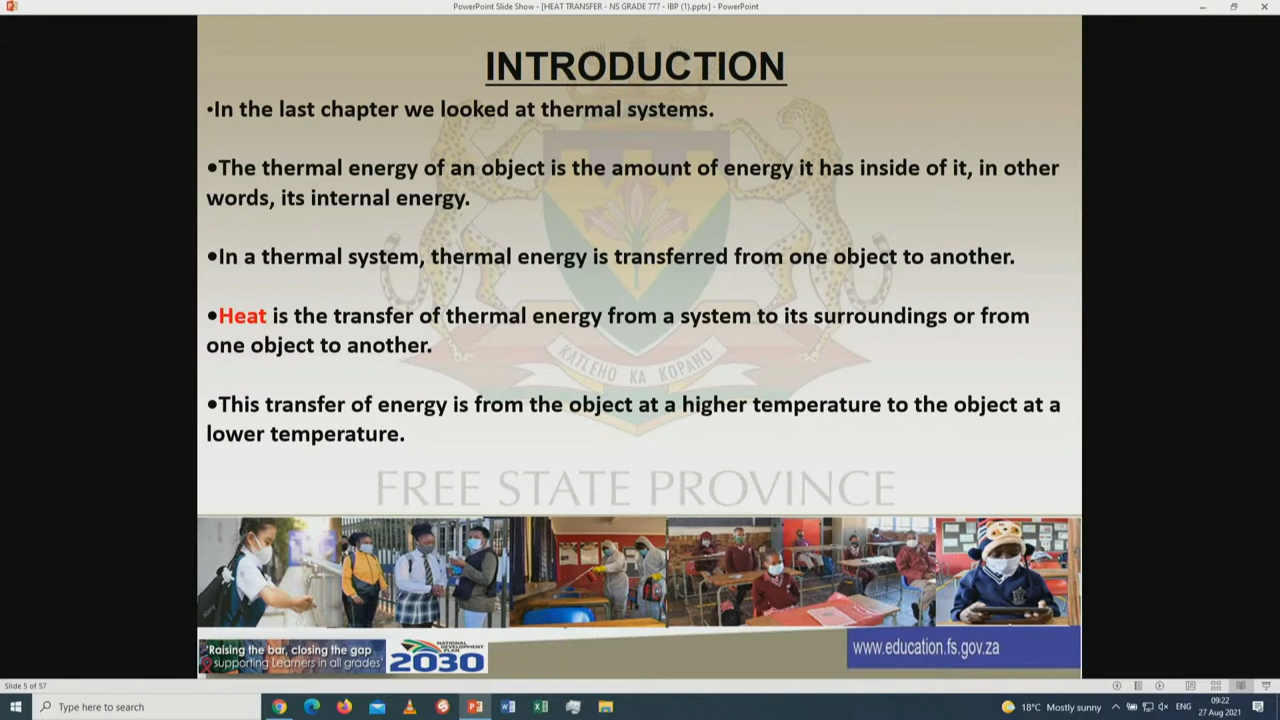 PowerPoint Slide Show - [HEAT TRANSFER - NS GRADE 777 - IBP (1).pptx] - PowerPoint
INTRODUCTION
•In the last chapter we looked at thermal systems.
•The thermal energy of an object is the amount of energy it has inside of it, in other
words, its internal energy.
•In a thermal system, thermal energy is transferred from one object to another.
•Heat is the transfer of thermal energy from a system to its surroundings or from
one object to another.
KATLEHO KA KOPANO
•This transfer of energy is from the object at a higher temperature to the object at a
lower temperature.
FREE STATE PROVINCE
'Raising the bar, closing the gap
supporting Learners in all grades'
NATIONAL
DEVELOPMENT
PLAN
2030
www.education.fs.gov.za
Slide 5 of 57
Type here to search
18°C Mostly sunny
ENG
09:22
27 Aug 2021